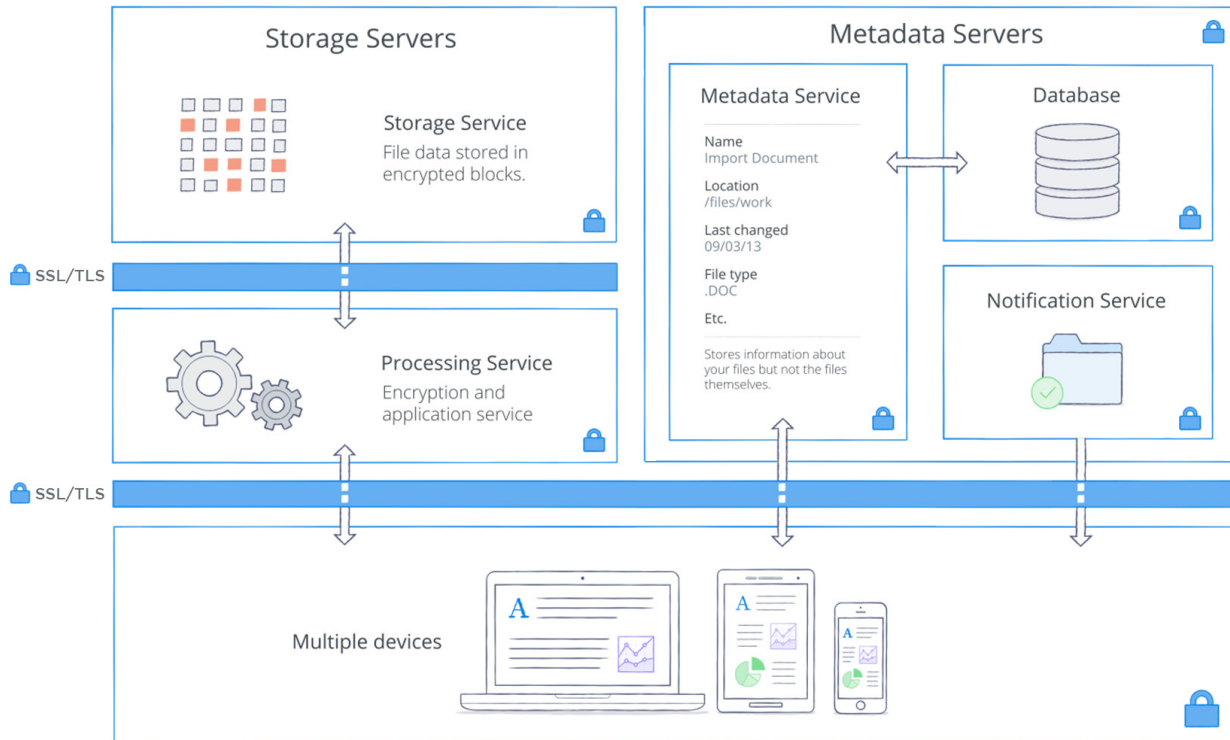 Storage Servers
Storage Service
File data stored in
encrypted blocks.
SSL/TLS
Processing Service
Encryption and
application service
SSL/TLS
Metadata Servers
Metadata Service
Name
Import Document
Location
/files/work
Last changed
09/03/13
File type
.DOC
Etc.
Stores information about
your files but not the files
themselves.
Database
Notification Service
Multiple devices
A
A
A